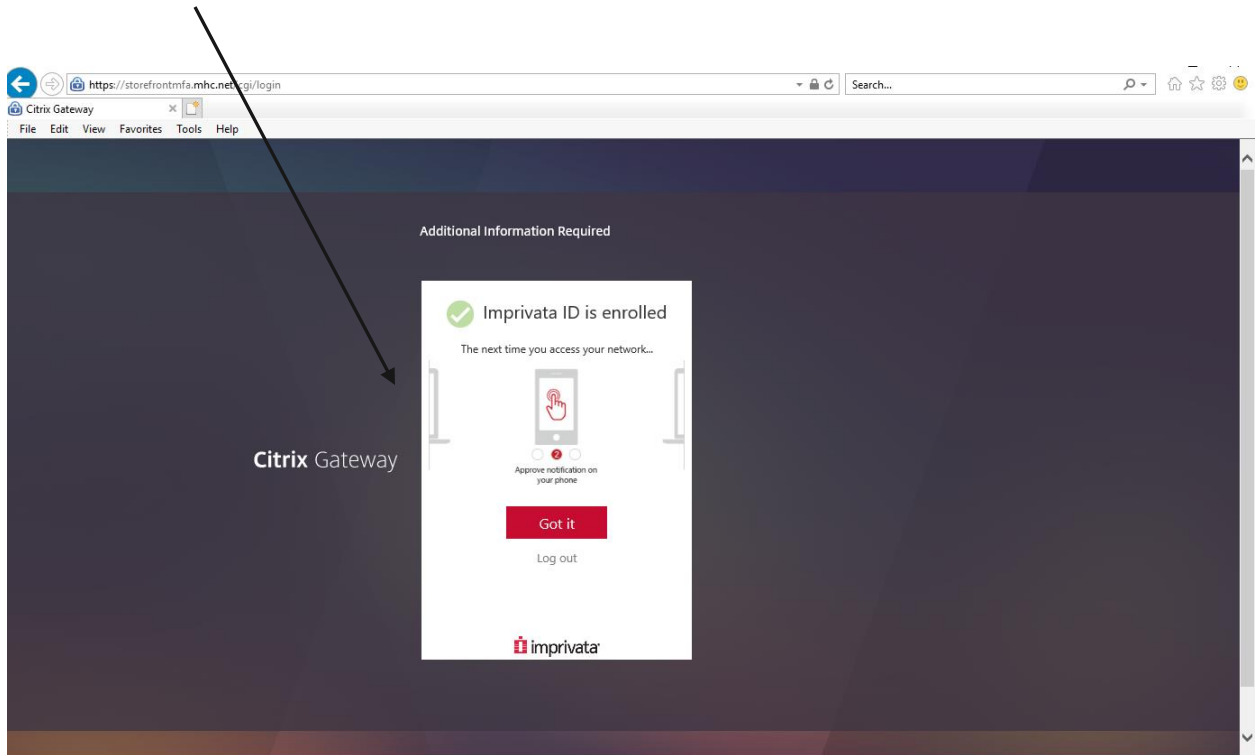 https://storefrontmfa.mhc.net/cgi/login
Search...
Citrix Gateway
File Edit View Favorites Tools Help
Additional Information Required
Imprivata ID is enrolled
The next time you access your network...
2
Approve notification on
your phone
Citrix Gateway
Got it
Log out
imprivata